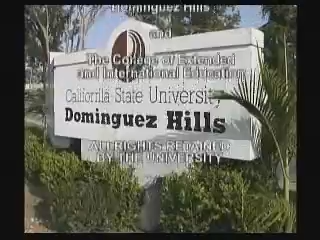 Dominguez Hills
and
The College of Extended
and International Education
California State University
Dominguez Hills
ALL RIGHTS RETAINED
BY THE UNIVERSITY